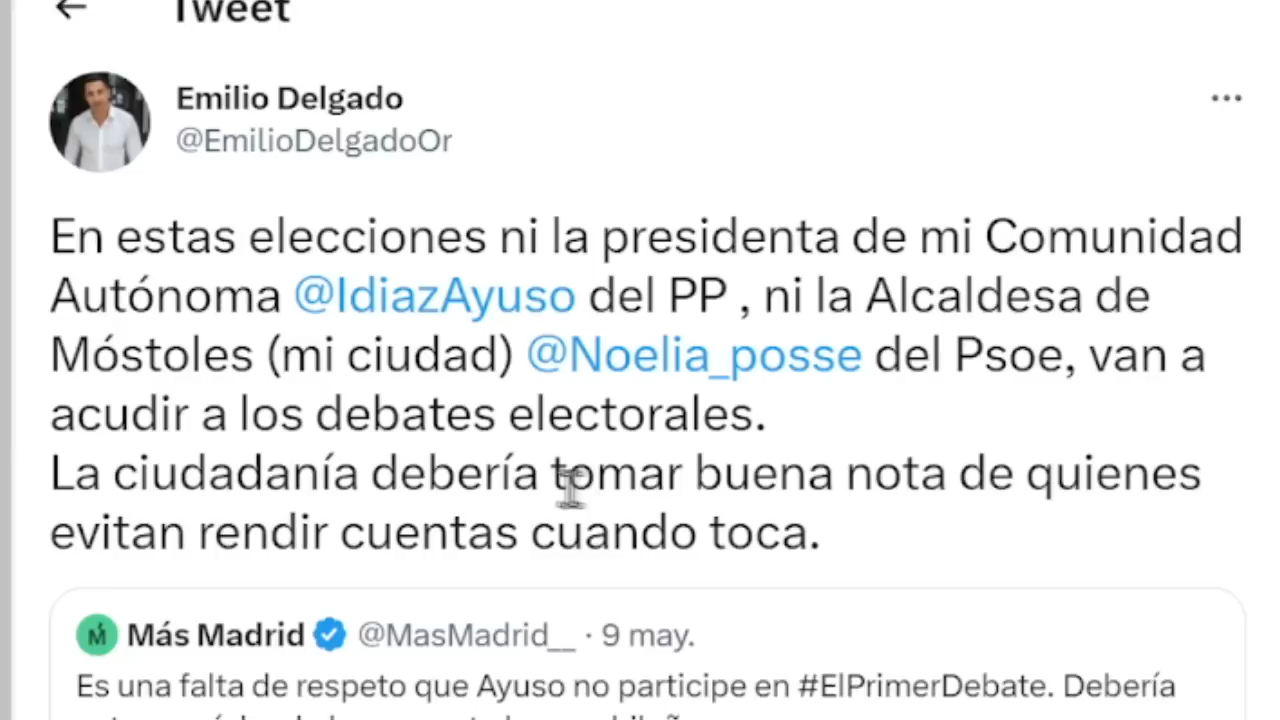 Tweet
Emilio Delgado
@EmilioDelgadoOr
En estas elecciones ni la presidenta de mi Comunidad
Autónoma @IdiazAyuso del PP , ni la Alcaldesa de
Móstoles (mi ciudad) @Noelia_posse del Psoe, van a
acudir a los debates electorales.
La ciudadanía debería tomar buena nota de quienes
evitan rendir cuentas cuando toca.
Más Madrid @MasMadrid__ · 9 may.
Es una falta de respeto que Ayuso no participe en #ElPrimerDebate. Debería